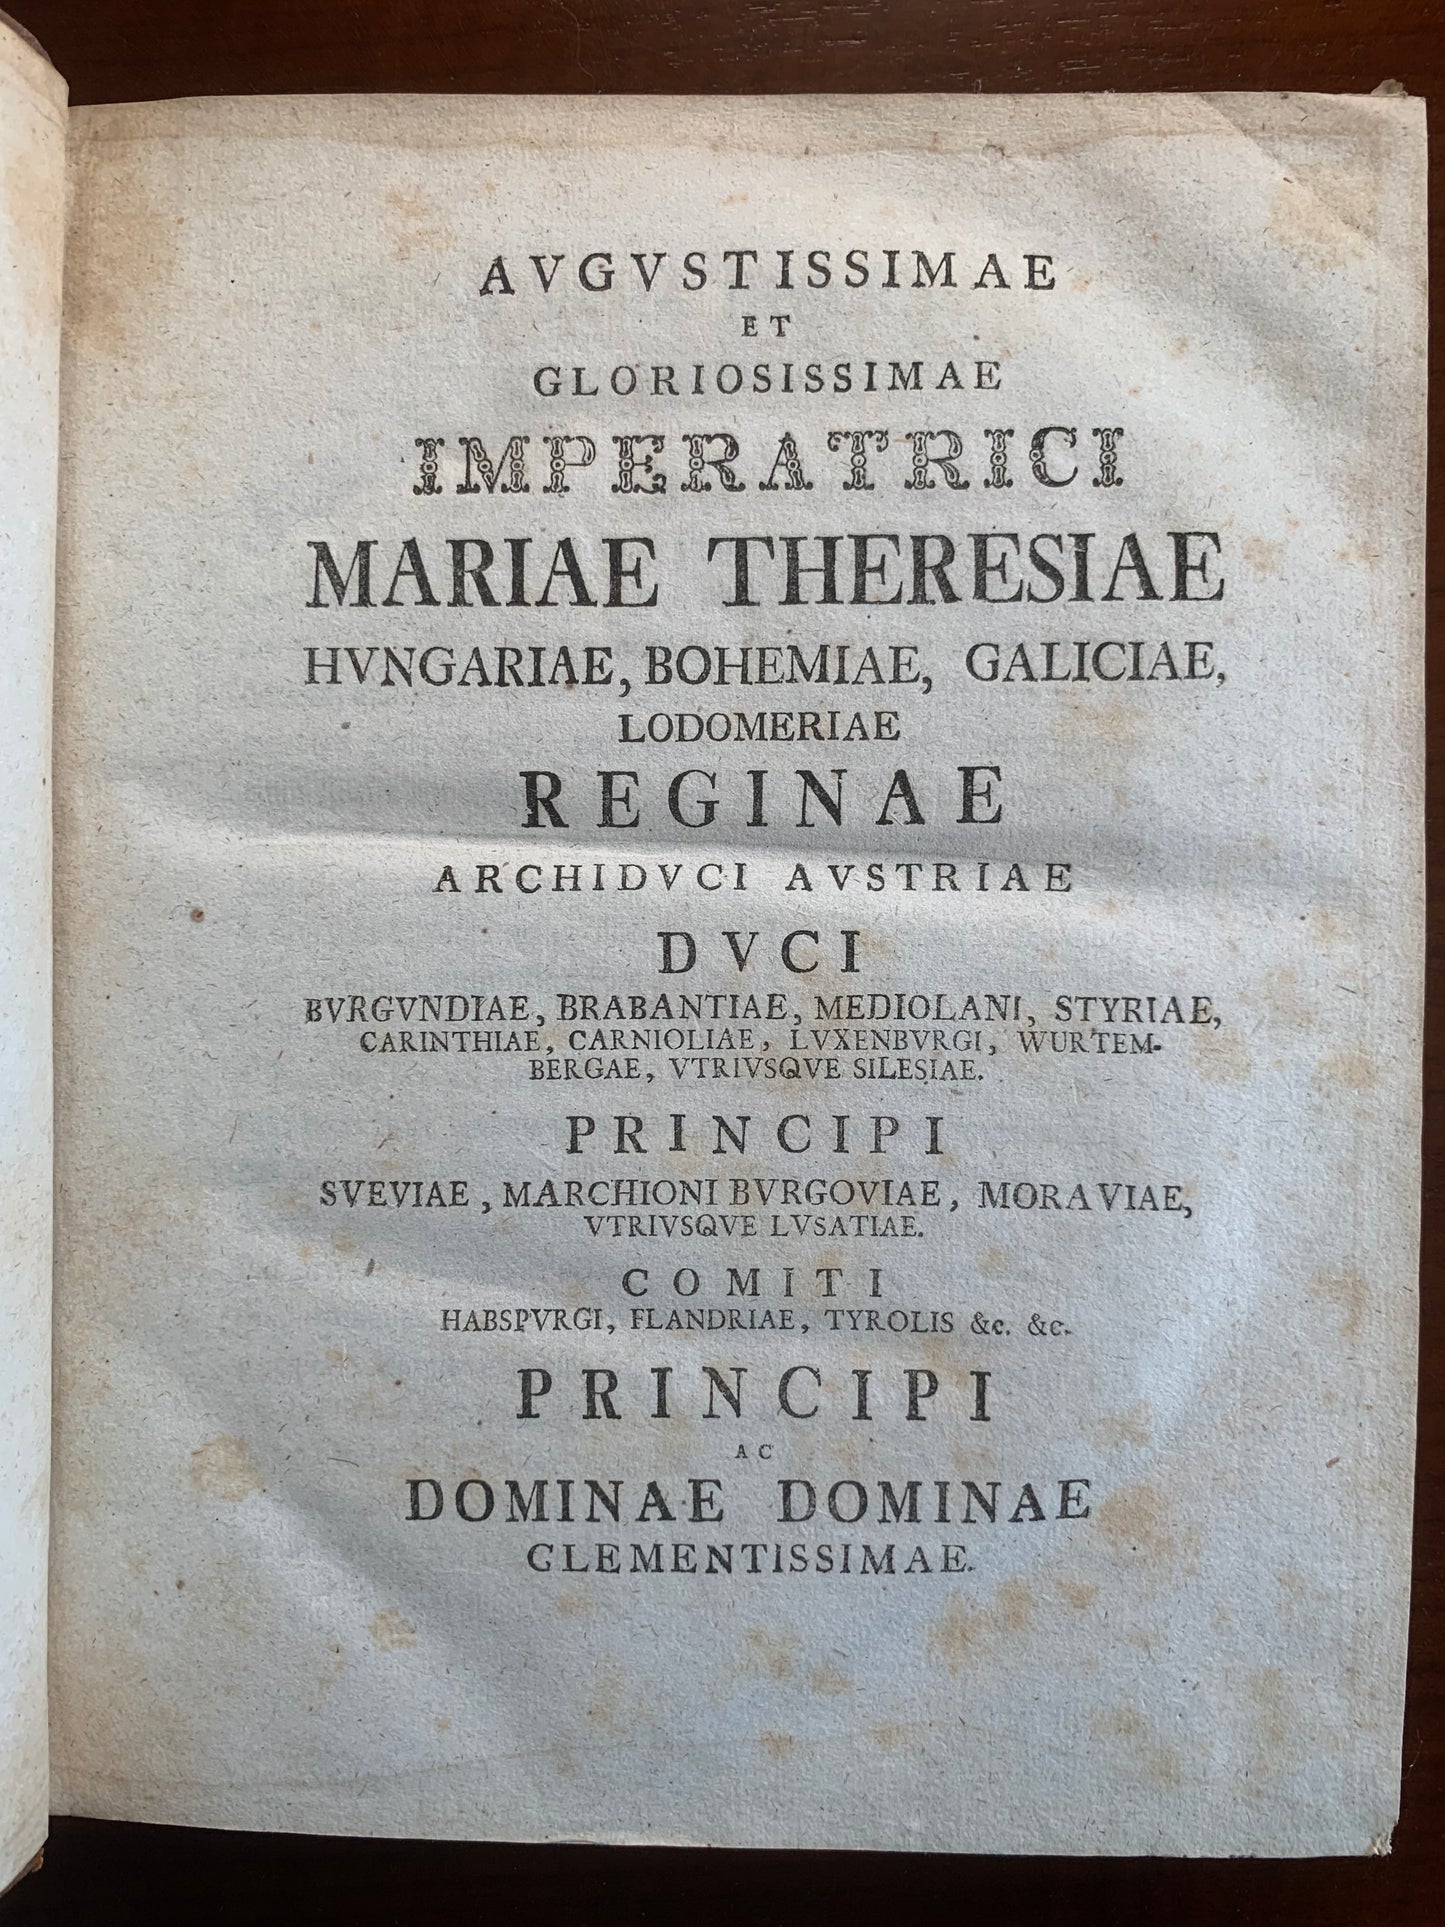 AVGVSTISSIMAE
ET
GLORIOSISSIMAE
IMPERATRICI
MARIAE THERESIAE
HVNGARIAE, BOHEMIAE, GALICIAE,
LODOMERIAE
REGINAE
ARCHIDVCI AVSTRIAE
DVCI
BVRGVNDIAE, BRABANTIAE, MEDIOLANI, STYRIAE,
CARINTHIAE, CARNIOLIAE, LVXENBVRGI, WURTEM-
BERGAE, VTRIVSQVE SILESIAE.
PRINCIPI
SVEVIAE, MARCHIONI BVRGOVIAE, MORAVIAE,
VTRIVSQVE LVSATIAE.
COMITI
HABSPVRGI, FLANDRIAE, TYROLIS &c. &c.
PRINCIPI
AC
DOMINAE DOMINAE
CLEMENTISSIMAE.